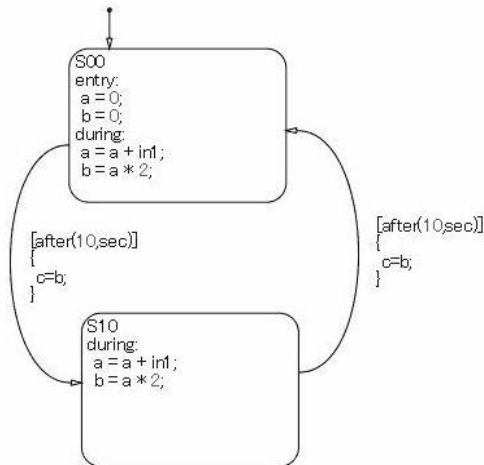 S00
entry:
a = 0;
b = 0;
during:
a = a + in1;
b = a * 2;
[after(10,sec)]
{
c=b;
}
[after(10,sec)]
{
c=b;
}
S10
during:
a = a + in1;
b = a * 2;